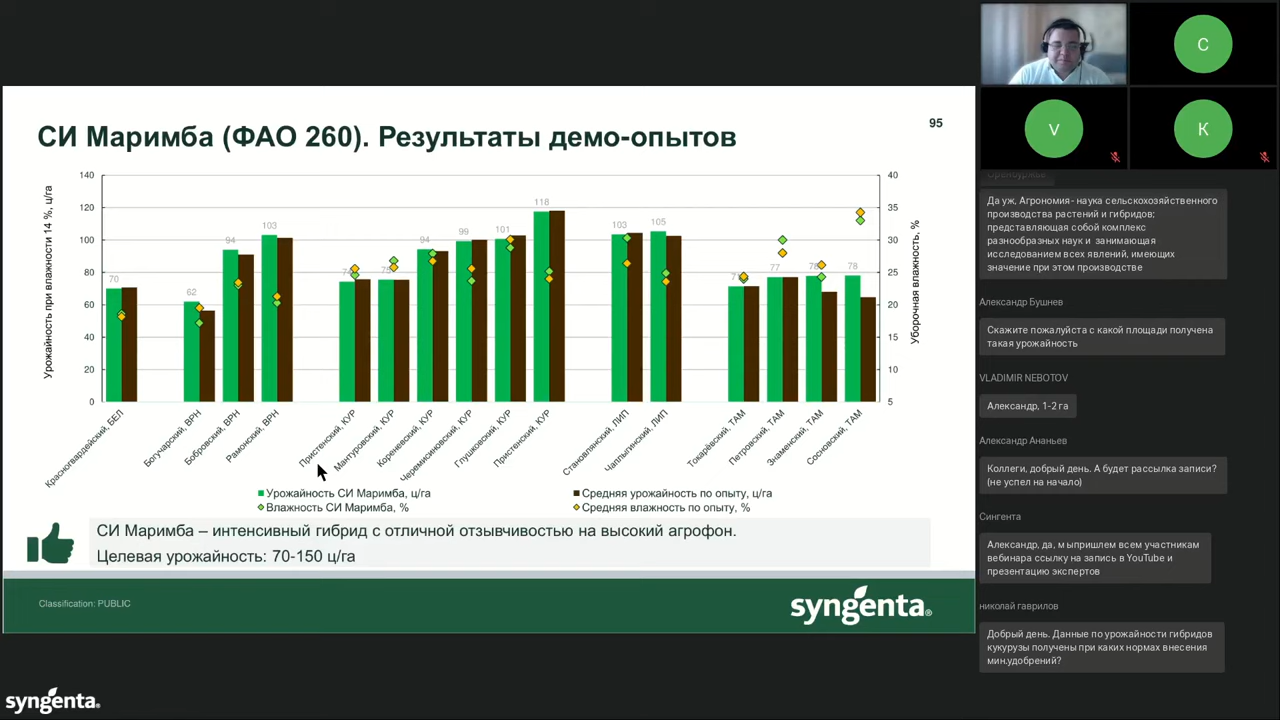 СИ Маримба (ФАО 260). Результаты демо-опытов
95
Урожайность при влажности 14 %, ц/га
140
120
100
80
60
40
20
0
40
35
30
25
20
15
10
5
Уборочная влажность, %
70
62
94
103
94
99
101
118
103
105
77
78
78
Красногвардейский, БЕЛ
Богучарский, ВРН
Бобровский, ВРН
Рамонский, ВРН
Пристенский, КУР
Мантуровский, КУР
Кореневский, КУР
Черемисиновский, КУР
Глушковский, КУР
Пристенский, КУР
Становлянский, ЛИП
Чаплыгинский, ЛИП
Токарёвский, ТАМ
Петровский, ТАМ
Знаменский, ТАМ
Сосновский, ТАМ
Урожайность СИ Маримба, ц/га
Средняя урожайность по опыту, ц/га
Влажность СИ Маримба, %
Средняя влажность по опыту, %
СИ Маримба – интенсивный гибрид с отличной отзывчивостью на высокий агрофон.
Целевая урожайность: 70-150 ц/га
Classification: PUBLIC
syngenta®
syngenta.
C
V
K
Да уж, Агрономия- наука сельскохозяйственного
производства растений и гибридов;
представляющая собой комплекс
разнообразных наук и занимающая
исследованием всех явлений, имеющих
значение при этом производстве
Александр Бушнев
Скажите пожалуйста с какой площади получена
такая урожайность
VLADIMIR NEBOTOV
Александр, 1-2 га
Александр Ананьев
Коллеги, добрый день. А будет рассылка записи?
(не успел на начало)
Сингента
Александр, да, м ыпришлем всем участникам
вебинара ссылку на запись в YouTube и
презентацию экспертов
николай гаврилов
Добрый день. Данные по урожайности гибридов
кукурузы получены при каких нормах внесения
мин.удобрений?